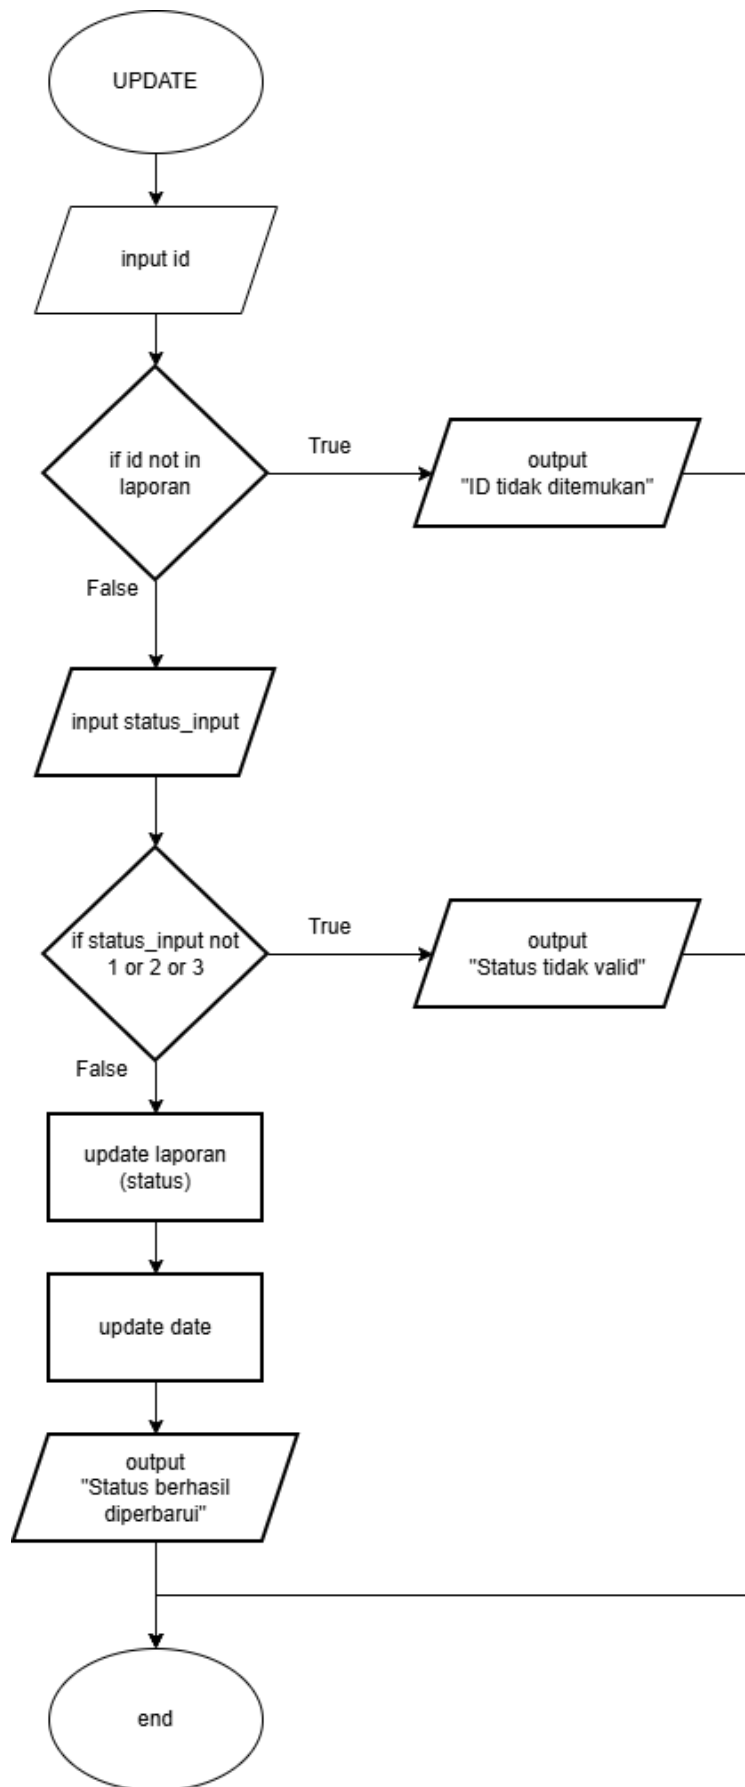 UPDATE
input id
if id not in
laporan
True
output
"ID tidak ditemukan"
False
input status_input
if status_input not
1 or 2 or 3
True
output
"Status tidak valid"
False
update laporan
(status)
update date
output
"Status berhasil
diperbarui"
end